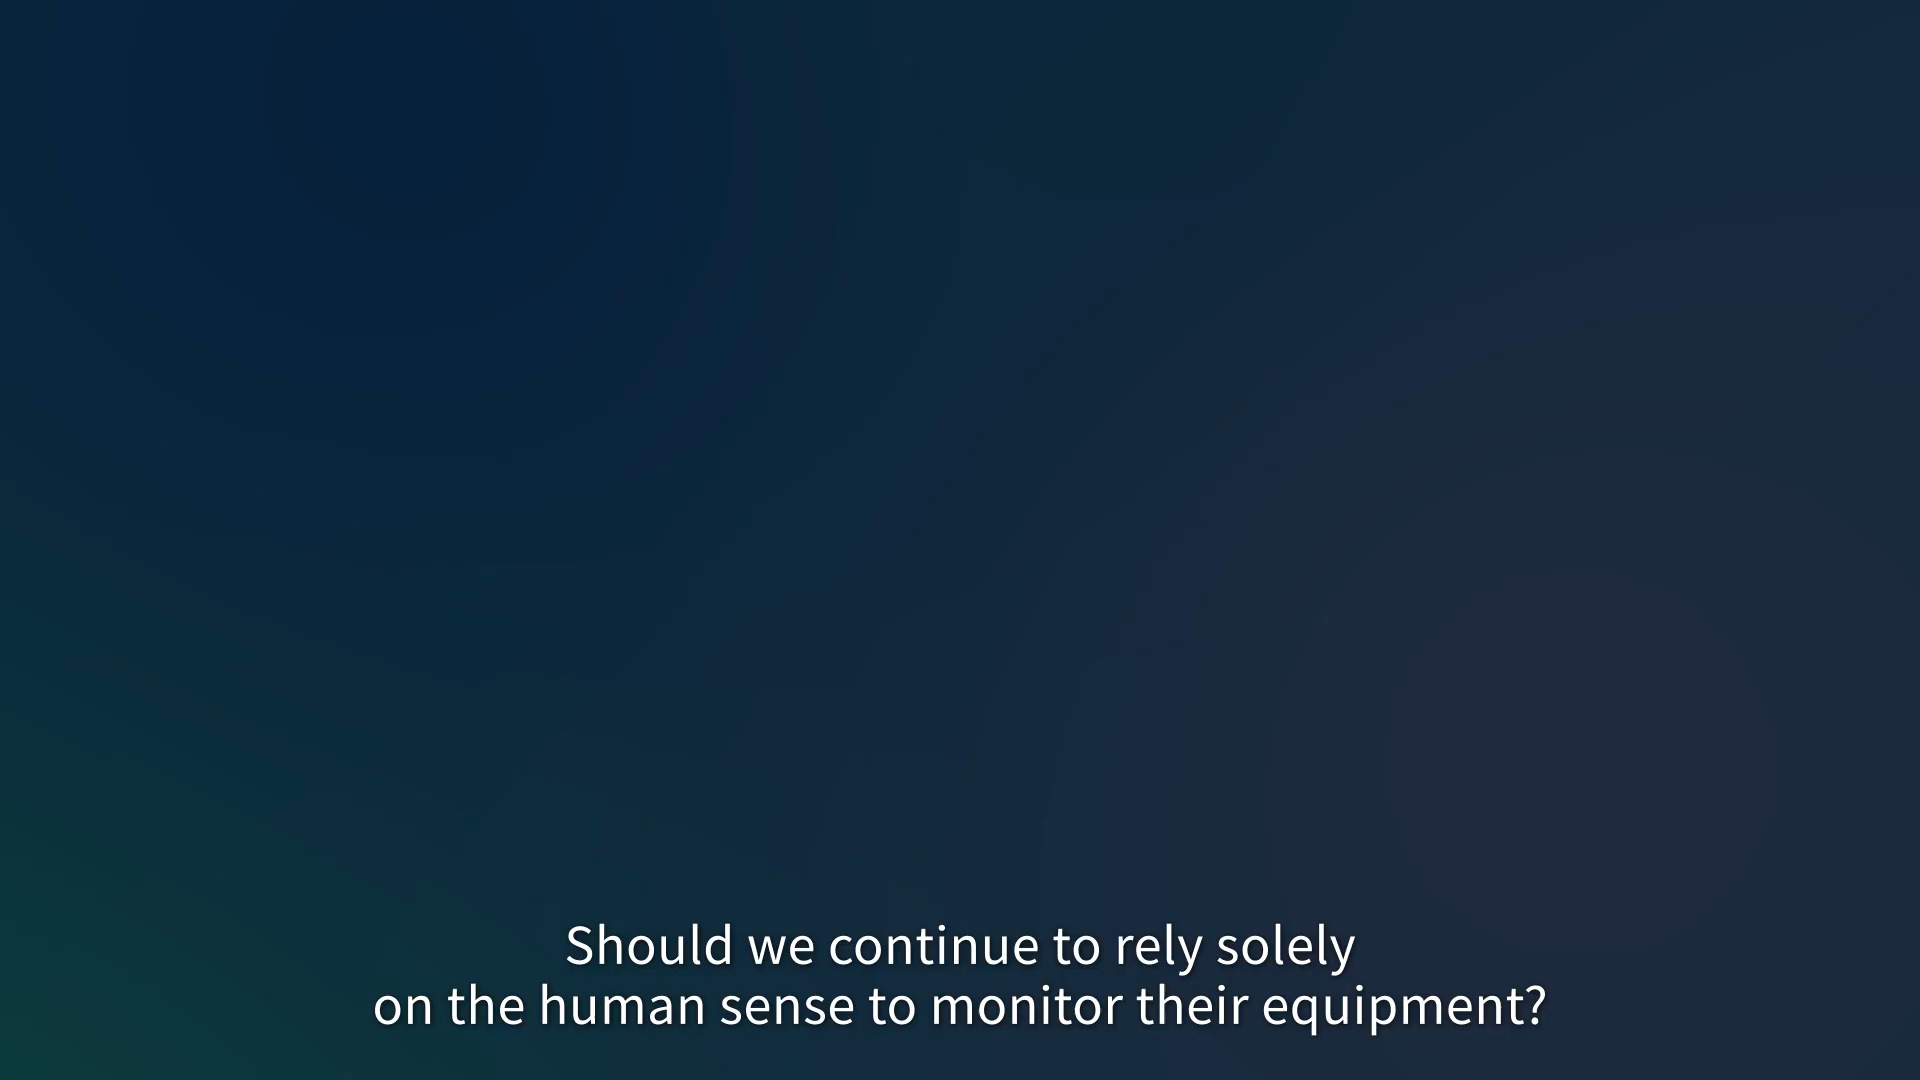 Should we continue to rely solely
on the human sense to monitor their equipment?